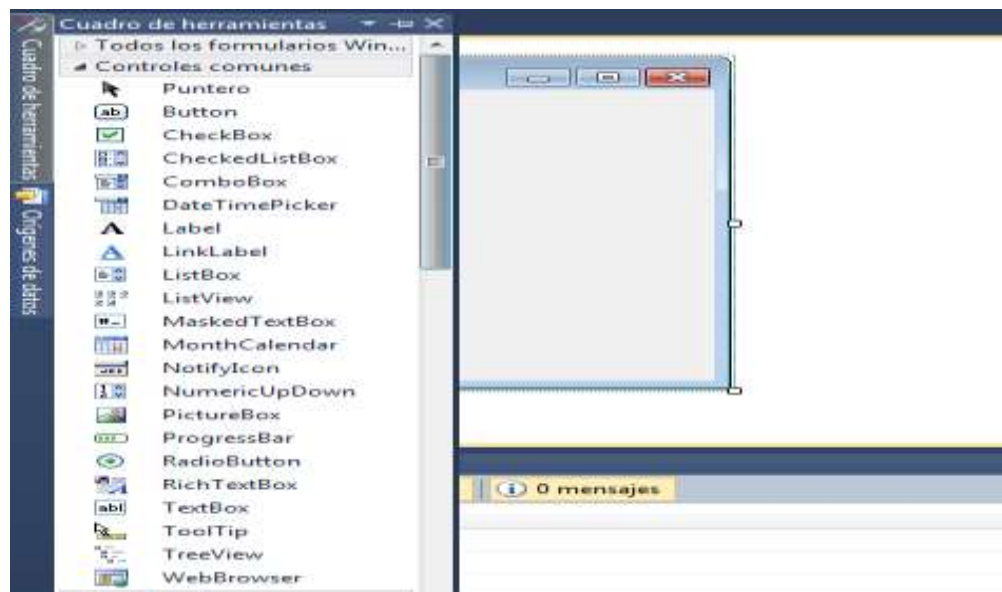 Cuadro de herramientas
Todos los formularios Win...
Controles comunes
Puntero
Button
CheckBox
CheckedListBox
ComboBox
DateTimePicker
Label
LinkLabel
ListBox
ListView
MaskedTextBox
MonthCalendar
NotifyIcon
NumericUpDown
PictureBox
ProgressBar
RadioButton
RichTextBox
TextBox
ToolTip
TreeView
WebBrowser
Cuadro de herramientas
Orígenes de datos
0 mensajes